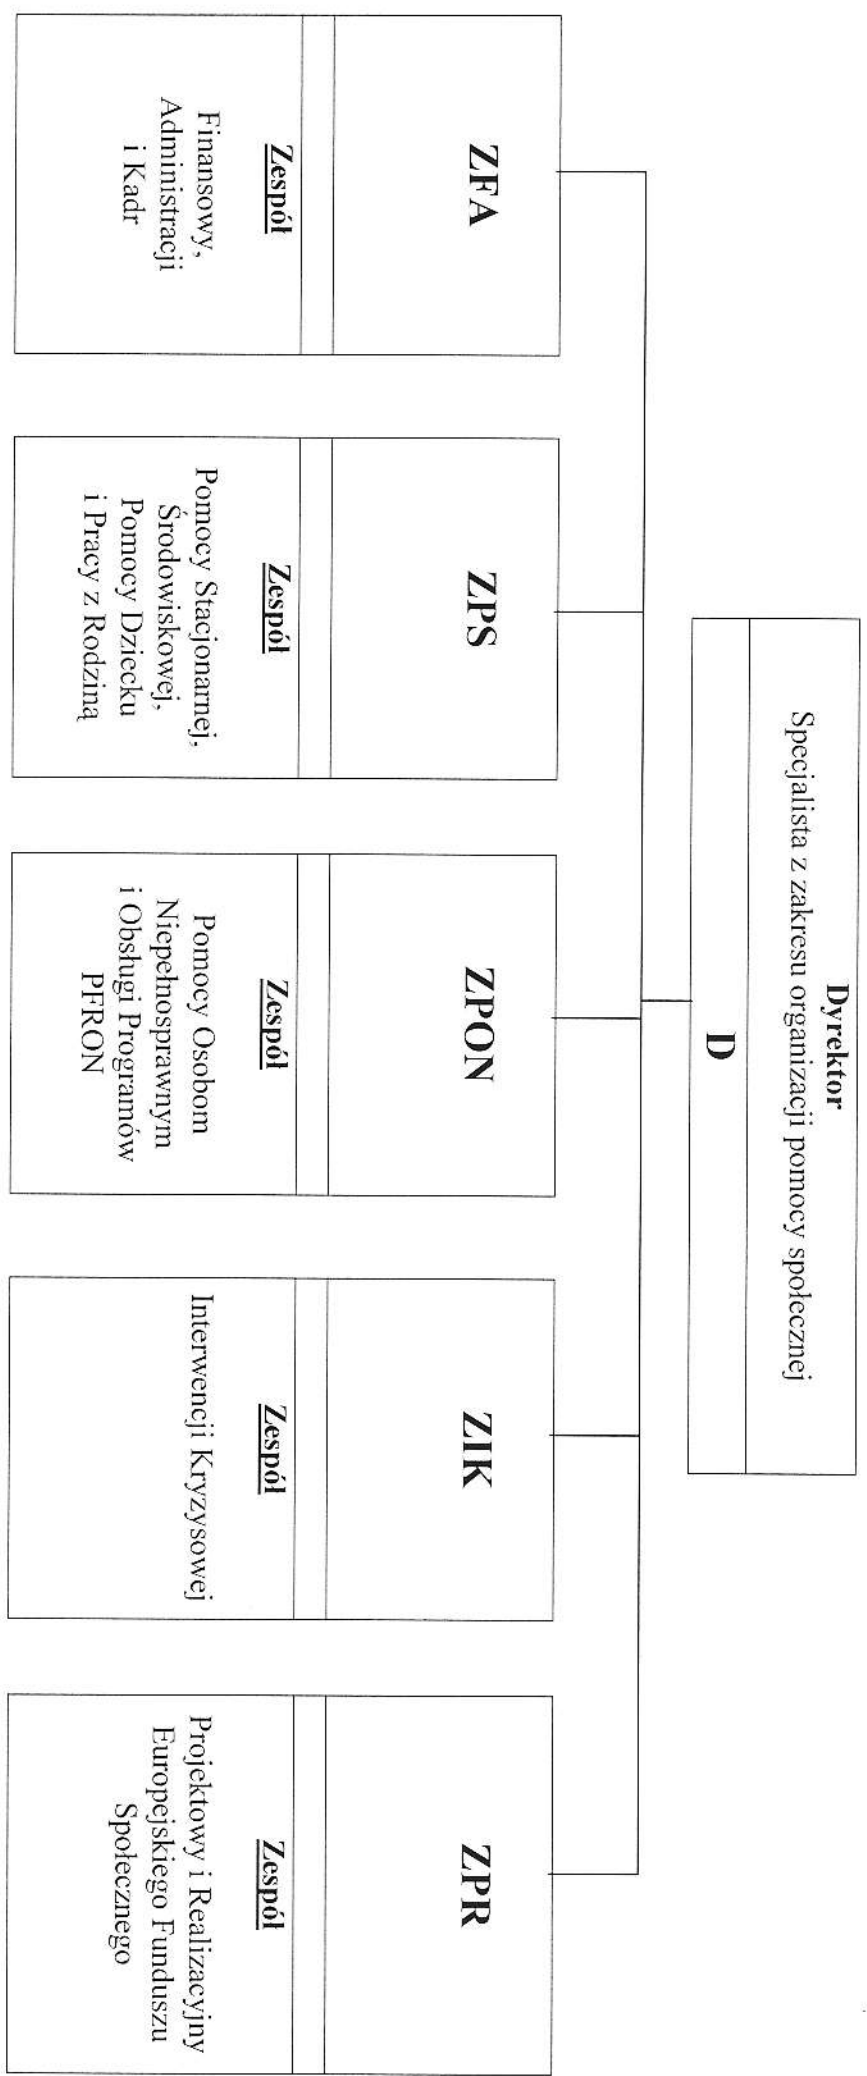 Dyrektor
Specjalista z zakresu organizacji pomocy społecznej
D
ZFA
Zespół
Finansowy,
Administracji
i Kadr
ZPS
Zespół
Pomocy Stacjonarnej,
Środowiskowej,
Pomocy Dziecku
i Pracy z Rodziną
ZPON
Zespół
Pomocy Osobom
Niepełnosprawnym
i Obsługi Programów
PFRON
ZIK
Zespół
Interwencji Kryzysowej
ZPR
Zespół
Projektowy i Realizacyjny
Europejskiego Funduszu
Społecznego